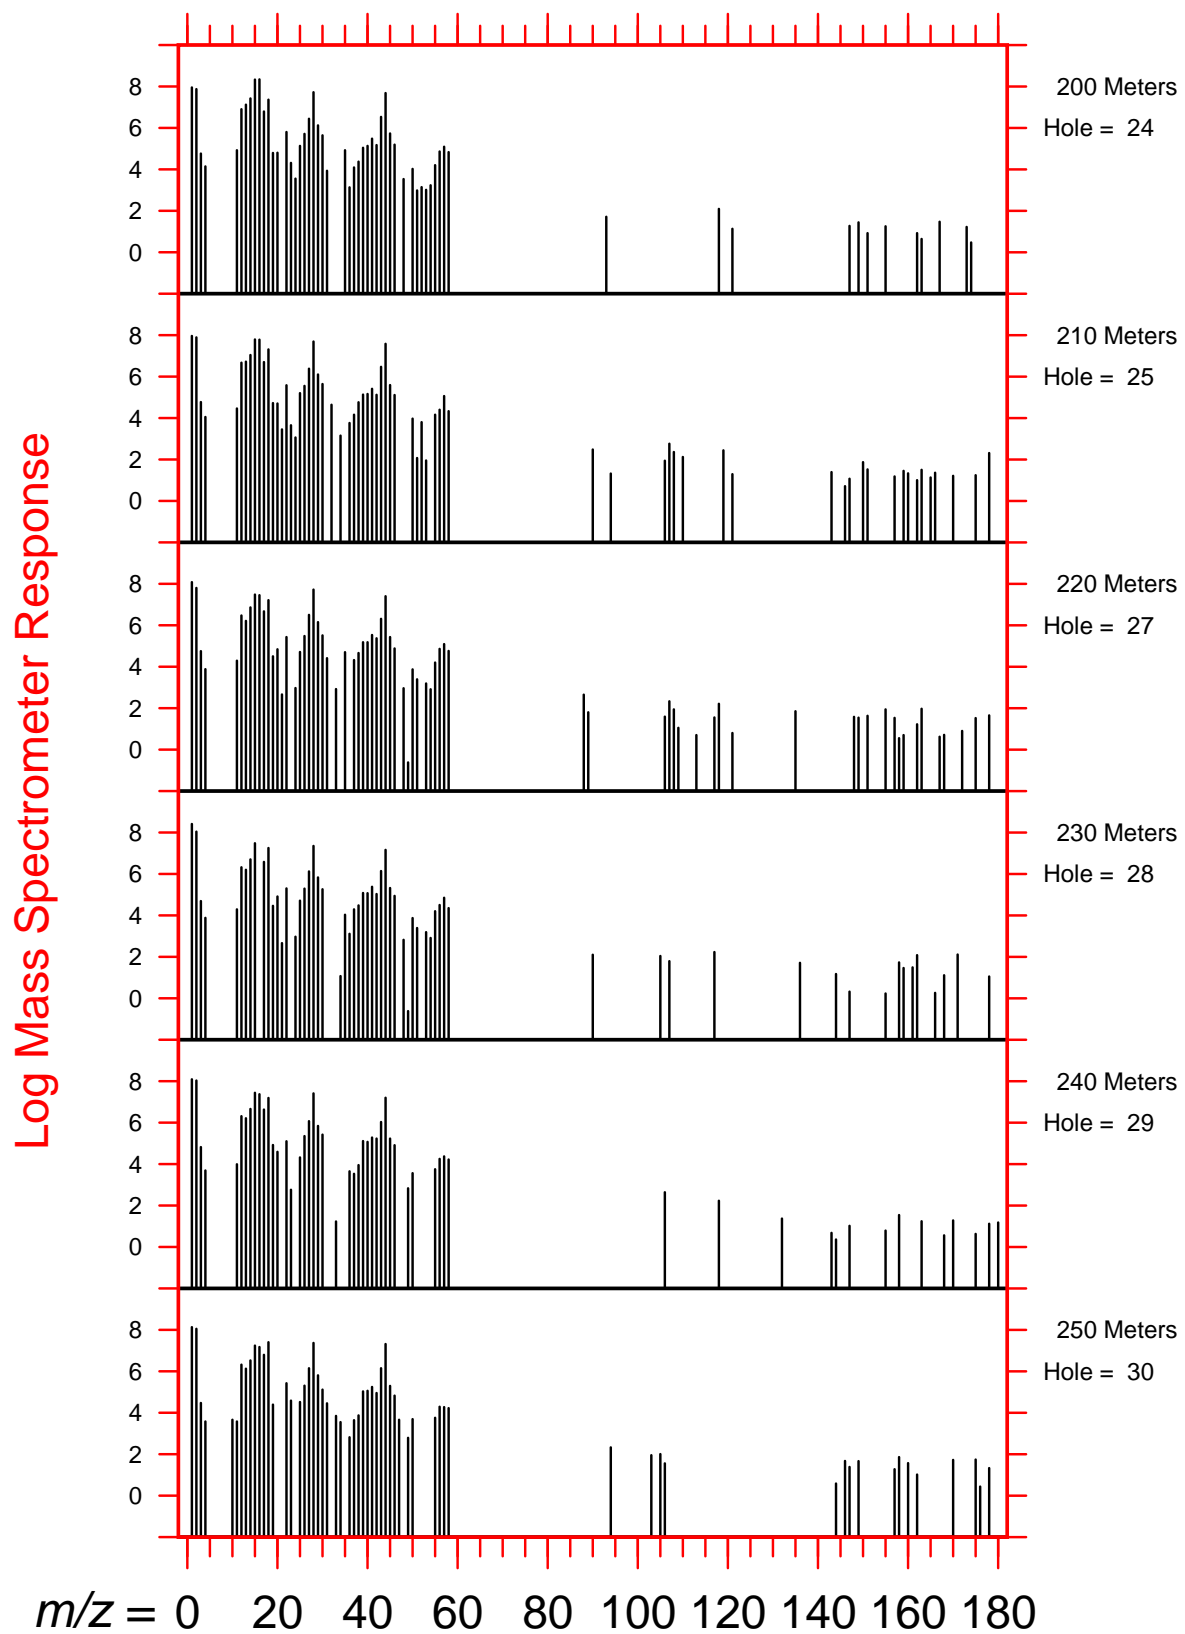 8
200 Meters
6
Hole = 24
4
2
0
8
210 Meters
6
Hole = 25
4
2
0
8
220 Meters
6
Hole = 27
4
2
0
8
230 Meters
6
Hole = 28
4
2
0
8
240 Meters
6
Hole = 29
4
2
0
8
250 Meters
6
Hole = 30
4
2
0
Log Mass Spectrometer Response
m/z = 0 20 40 60 80 100 120 140 160 180